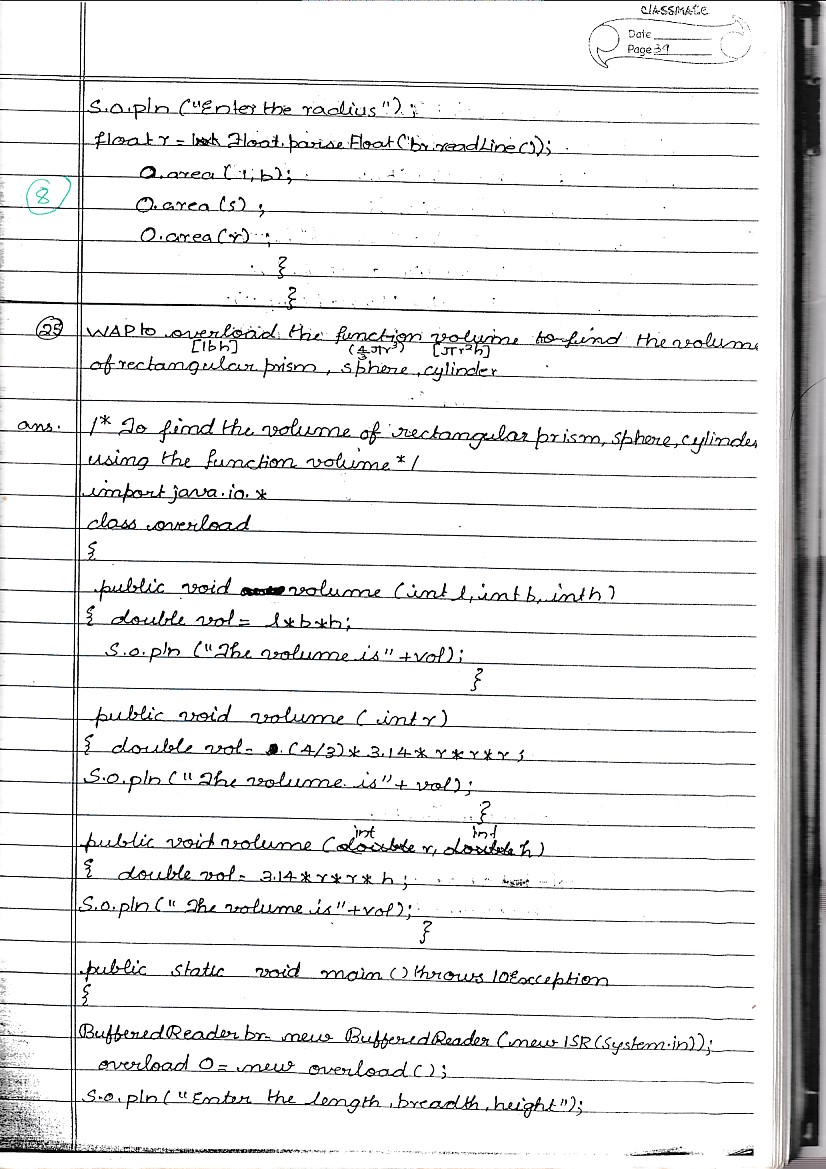 CLASSMATE
Date
Page 39
S.o.pln ("Enter the radius");
float r = Float.parseFloat(br.readLine());
O.area(l,b);
8
O.area(s);
O.area(r);
}
}
25 WAP to overload the function volume to find the volume
[lbh] (4/3 πr³) [πr²h]
of rectangular prism, sphere, cylinder
ans. /* To find the volume of rectangular prism, sphere, cylinder
using the function volume */
import java.io.*
class overload
{
public void volume (int l, int b, int h)
{ double vol = l*b*h;
S.o.pln ("The volume is"+vol);
}
public void volume (int r)
{ double vol = (4/3)* 3.14* r*r*r;
S.o.pln ("The volume is"+ vol);
}
int int
public void volume (double r, double h)
{ double vol = 3.14*r*r*h;
S.o.pln (" The volume is"+vol);
}
public static void main () throws IOException
{
BufferedReader br = new BufferedReader (new ISR(System.in));
overload O = new overload();
S.o.pln ("Enter the length, breadth, height");